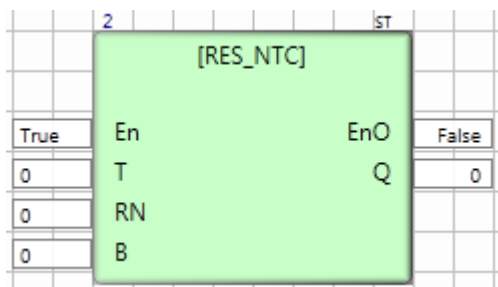 2 ST
[RES_NTC]
True En EnO False
0 T Q 0
0 RN
0 B